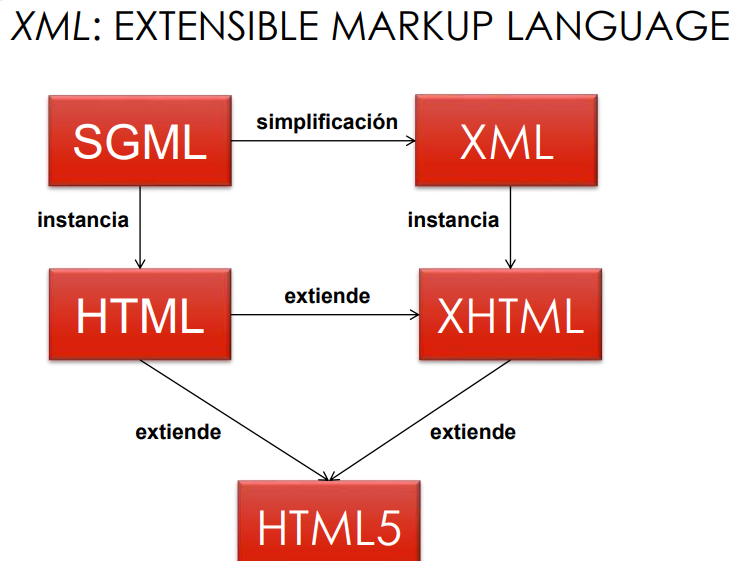 XML: EXTENSIBLE MARKUP LANGUAGE
SGML
simplificación
XML
instancia
instancia
HTML
extiende
XHTML
extiende
extiende
HTML5